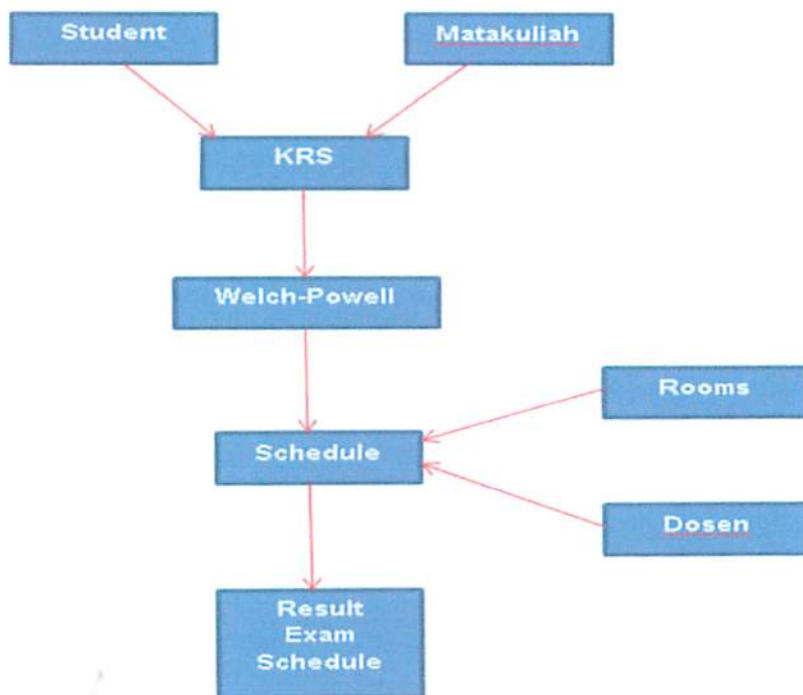 Student
Matakuliah
KRS
Welch-Powell
Rooms
Schedule
Dosen
Result
Exam
Schedule